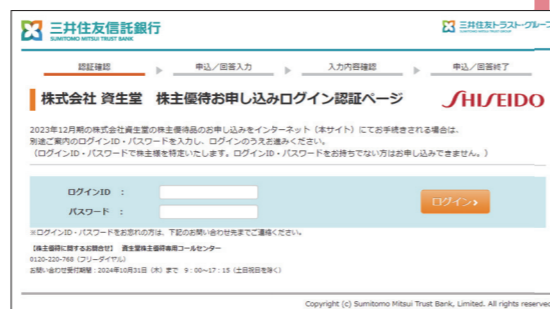 三井住友信託銀行
SUMITOMO MITSUI TRUST BANK
三井住友トラスト・グループ
SUMITOMO MITSUI TRUST GROUP
認証確認
申込／回答入力
入力内容確認
申込／回答終了
株式会社 資生堂 株主優待お申し込みログイン認証ページ
SHISEIDO
2023年12月期の株式会社資生堂の株主優待品のお申し込みをインターネット（本サイト）にてお手続きされる場合は、
別途ご案内のログインID・パスワードを入力し、ログインのうえお進みください。
（ログインID・パスワードで株主様を特定いたします。ログインID・パスワードをお持ちでない方はお申し込みできません。）
ログインID ：
パスワード ：
ログイン
※ログインID・パスワードをお忘れの方は、下記のお問い合わせ先までご連絡ください。
【株主優待に関するお問合せ】 資生堂株主優待専用コールセンター
0120-220-768（フリーダイヤル）
お問い合わせ受付期間：2024年10月31日（木）まで 9：00〜17：15（土日祝日を除く）
Copyright (c) Sumitomo Mitsui Trust Bank, Limited. All rights reserved